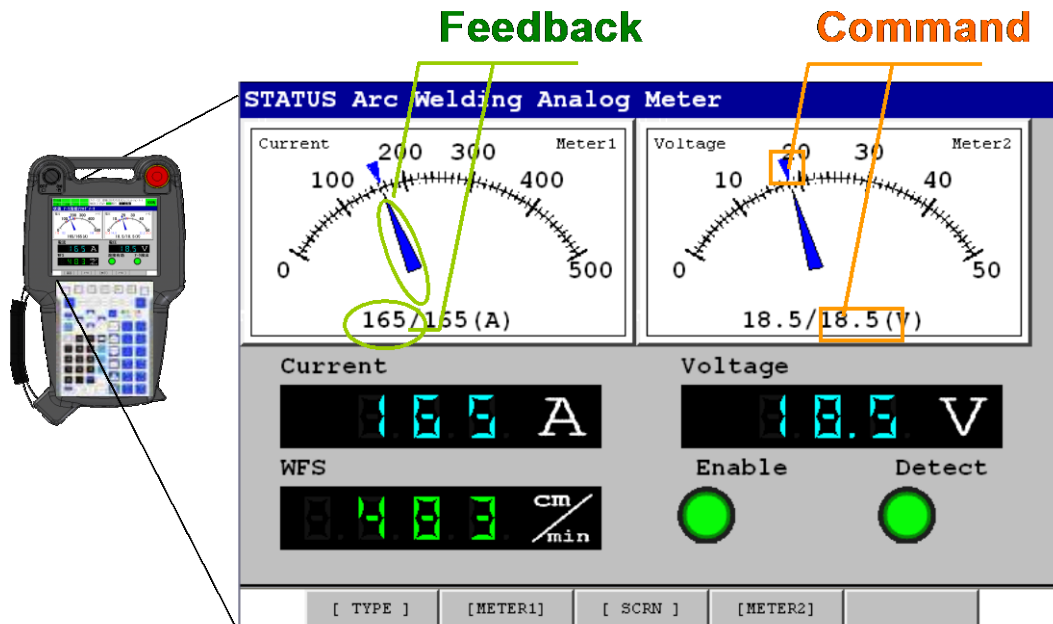 Feedback Command
STATUS Arc Welding Analog Meter
Current Meter1
0 100 200 300 400 500
165/165(A)
Voltage Meter2
0 10 20 30 40 50
18.5/18.5(V)
Current
165 A
Voltage
18.5 V
WFS
483 cm/min
Enable Detect
[ TYPE ] [METER1] [ SCRN ] [METER2]